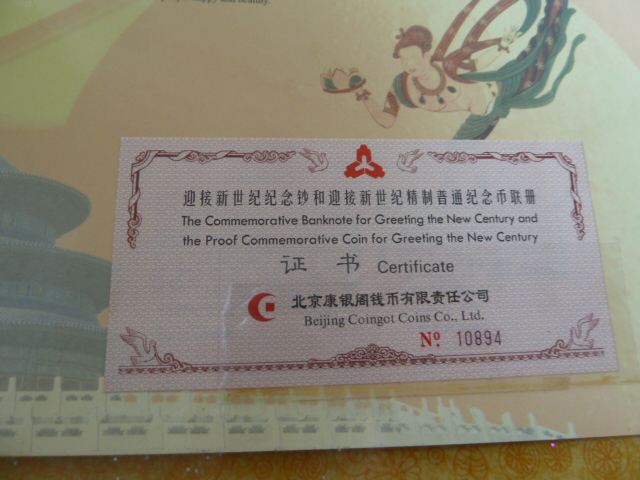 and beauty.
迎接新世纪纪念钞和迎接新世纪精制普通纪念币联册
The Commemorative Banknote for Greeting the New Century and
the Proof Commemorative Coin for Greeting the New Century
证 书 Certificate
北京康银阁钱币有限责任公司
Beijing Coingot Coins Co., Ltd.
Nº. 10894